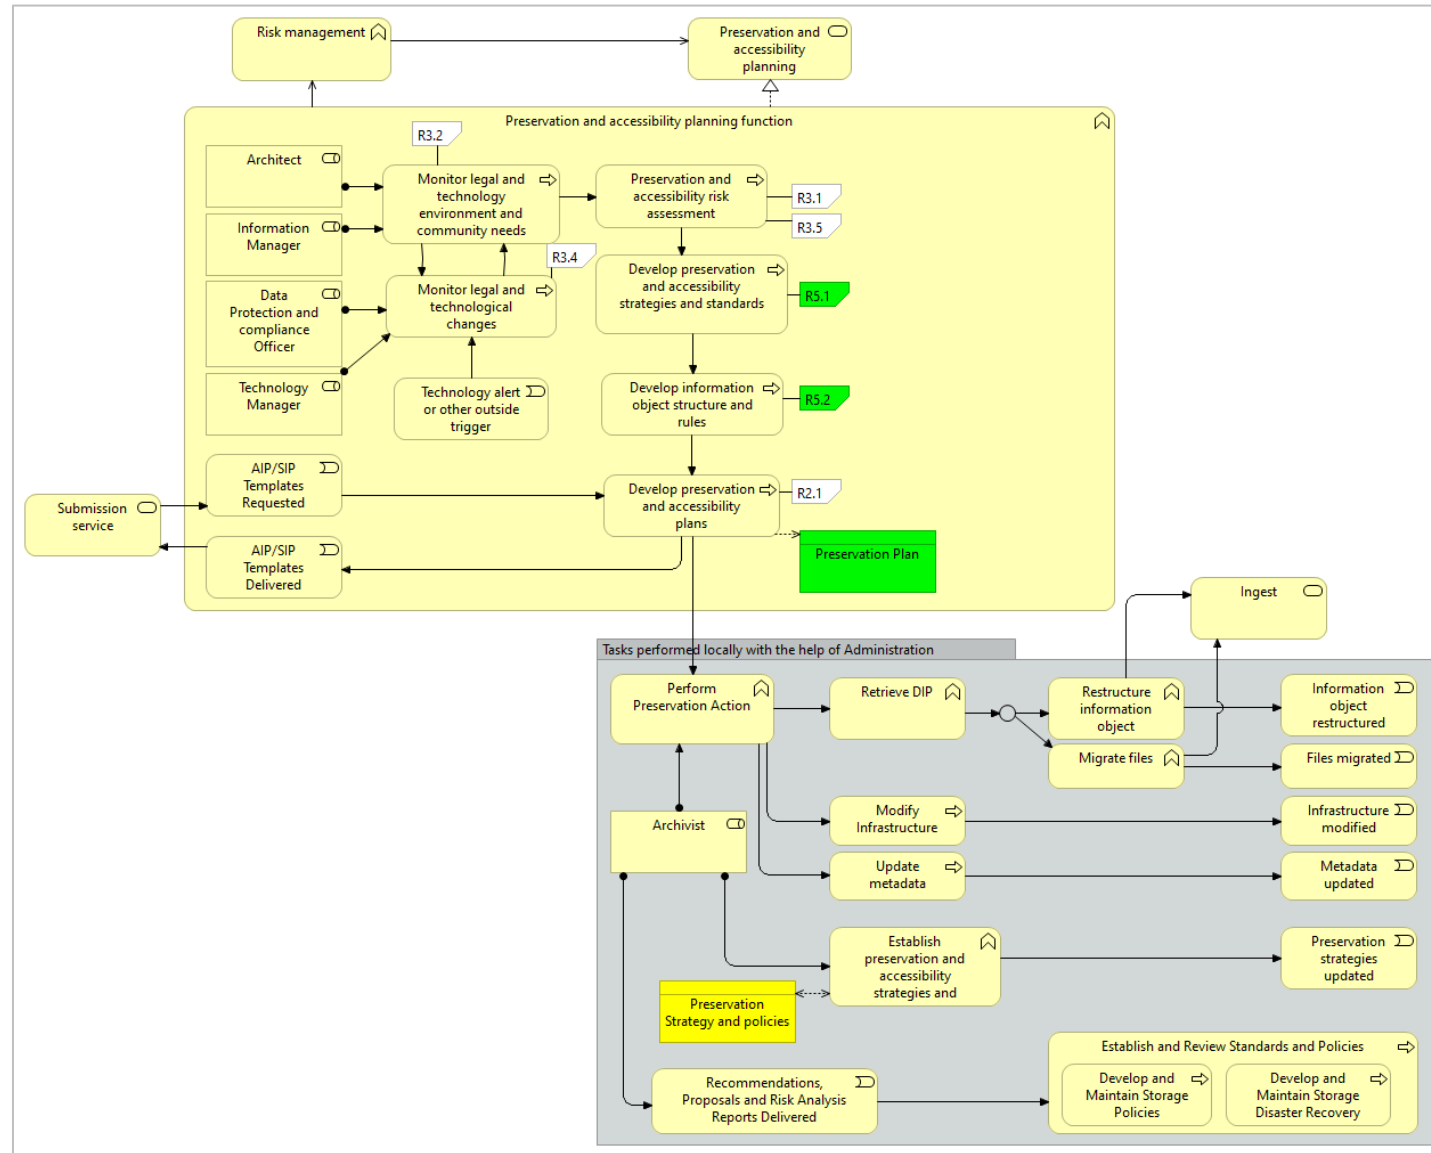 Risk management
Preservation and
accessibility
planning
Preservation and accessibility planning function
R3.2
Architect
Monitor legal and
technology
environment and
community needs
Preservation and
accessibility risk
assessment
R3.1
R3.5
Information
Manager
R3.4
Data
Protection and
compliance
Officer
Monitor legal and
technological
changes
Develop preservation
and accessibility
strategies and standards
R5.1
Technology
Manager
Technology alert
or other outside
trigger
Develop information
object structure and
rules
R5.2
Submission
service
AIP/SIP
Templates
Requested
Develop preservation
and accessibility
plans
R2.1
AIP/SIP
Templates
Delivered
Preservation Plan
Ingest
Tasks performed locally with the help of Administration
Perform
Preservation Action
Retrieve DIP
Restructure
information
object
Information
object
restructured
Migrate files
Files migrated
Archivist
Modify
Infrastructure
Infrastructure
modified
Update
metadata
Metadata
updated
Establish
preservation and
accessibility
strategies and
Preservation
strategies
updated
Preservation
Strategy and policies
Establish and Review Standards and Policies
Recommendations,
Proposals and Risk Analysis
Reports Delivered
Develop and
Maintain Storage
Policies
Develop and
Maintain Storage
Disaster Recovery